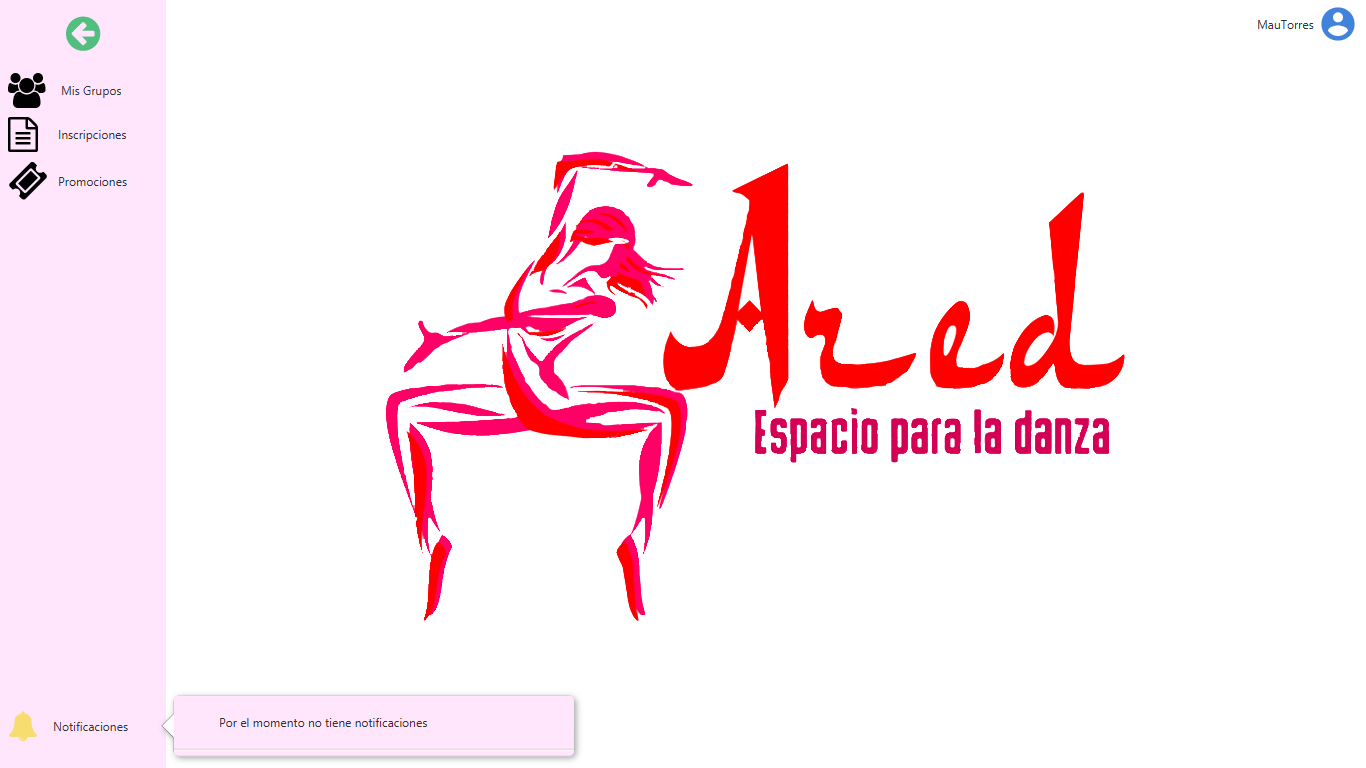 MauTorres
Mis Grupos
Inscripciones
Promociones
Ared
Espacio para la danza
Notificaciones
Por el momento no tiene notificaciones